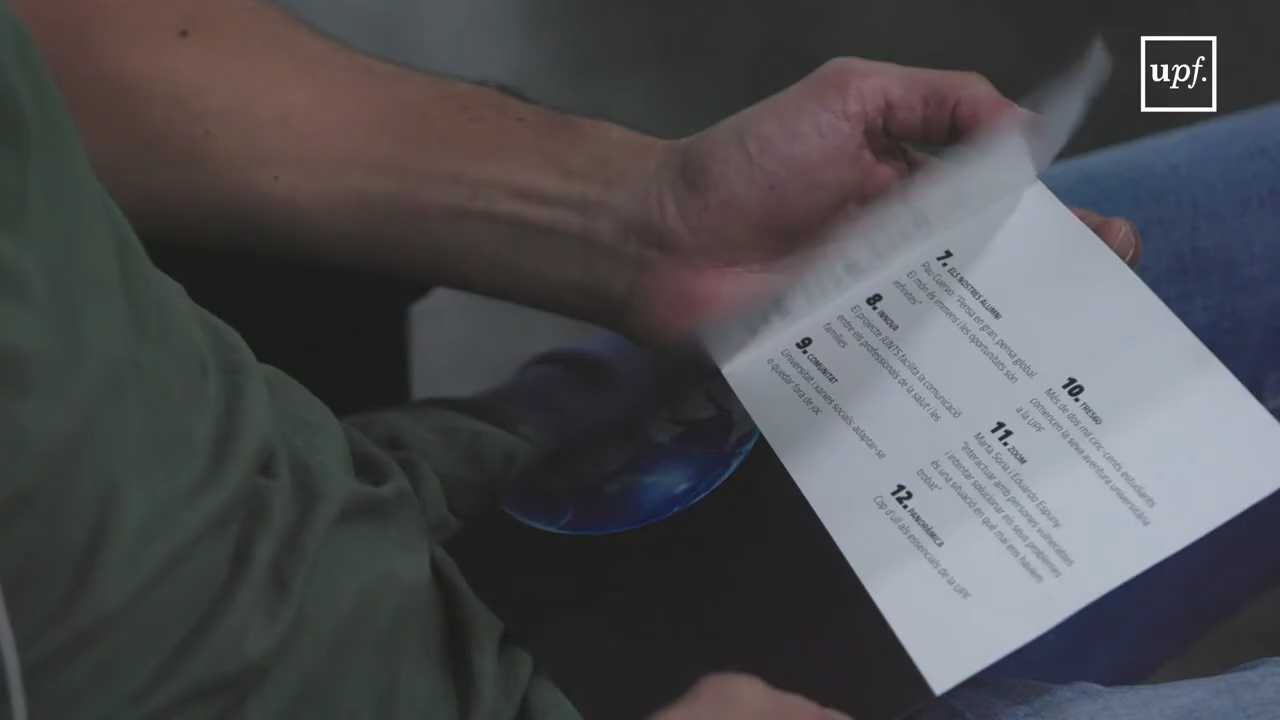 upf.
7. ELS NOSTRES ALUMNI
Pau Cuervo: "Pensa en gran, pensa global.
El món és immens i les oportunitats són
infinites"
8. INNOVA
El projecte JUNTS facilita la comunicació
entre els professionals de la salut i les
famílies
9. COMUNITAT
Universitat i xarxes socials: adaptar-se
o quedar fora de joc
10. TRES60
Més de dos mil cinc-cents estudiants
comencen la seva aventura universitària
a la UPF
11. ZOOM
Marta Soria i Eduardo Espuny:
"Interactuar amb persones vulnerables
i intentar solucionar els seus problemes
és una situació en què mai ens havíem
trobat"
12. PANORÀMICA
Cop d'ull als essencials de la UPF